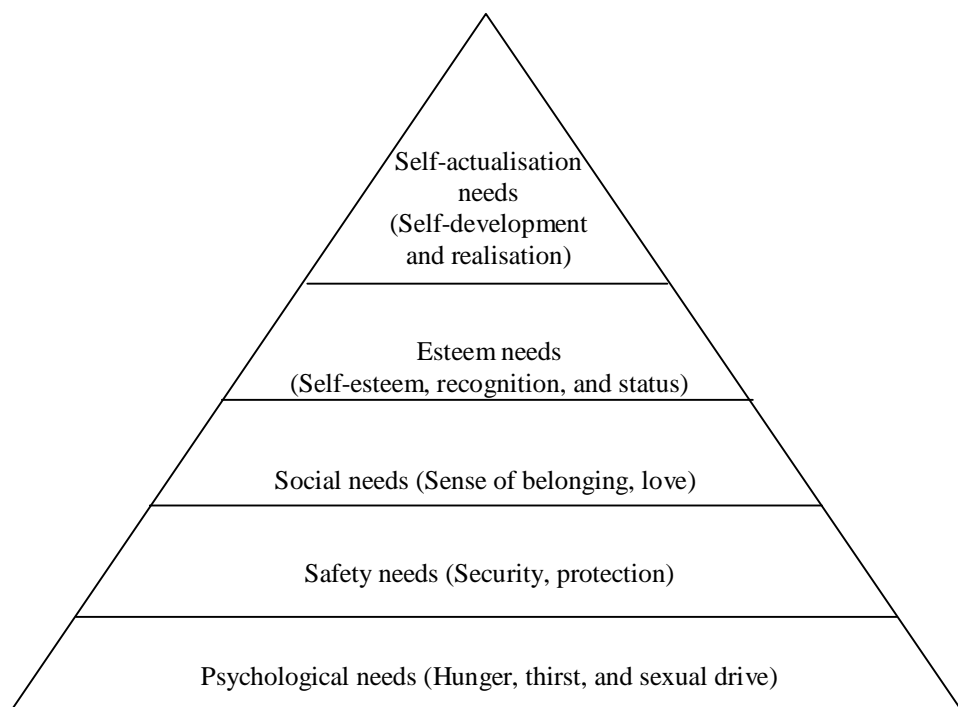 Self-actualisation
needs
(Self-development
and realisation)
Esteem needs
(Self-esteem, recognition, and status)
Social needs (Sense of belonging, love)
Safety needs (Security, protection)
Psychological needs (Hunger, thirst, and sexual drive)